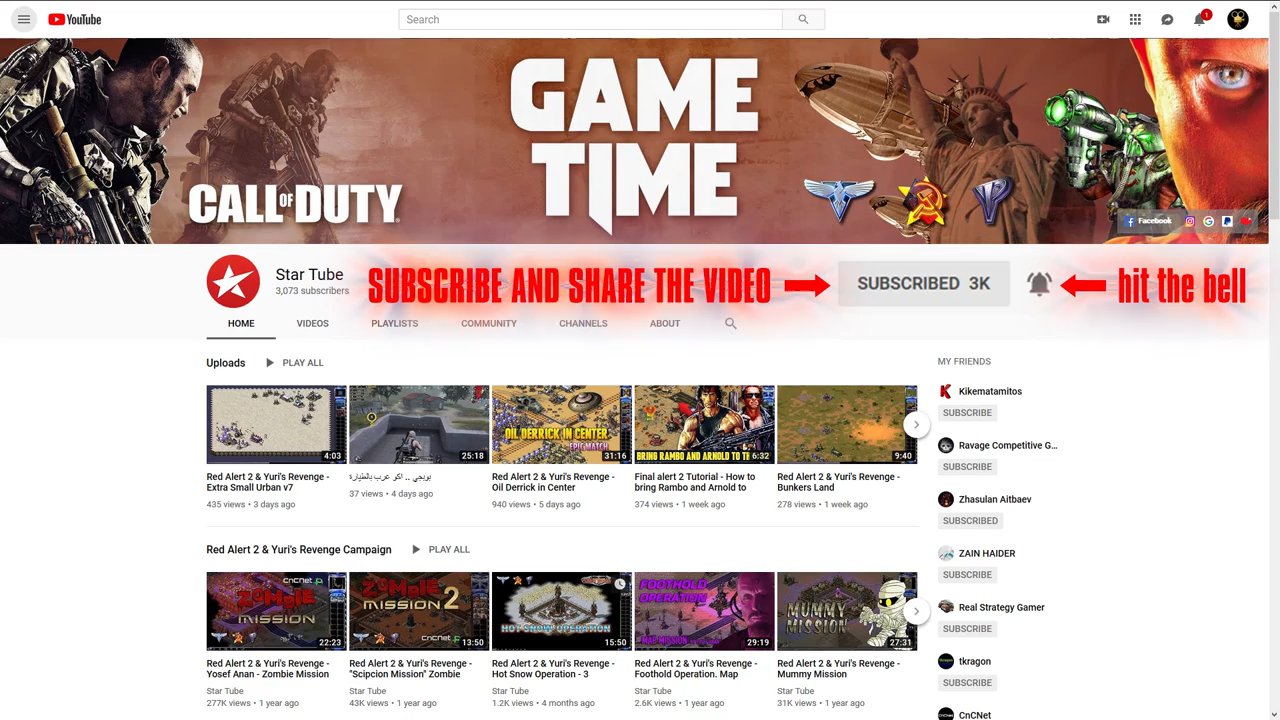 YouTube
Search
1
GAME
TIME
CALL OF DUTY
Facebook
Star Tube
3,073 subscribers
SUBSCRIBE AND SHARE THE VIDEO
SUBSCRIBED 3K
hit the bell
HOME
VIDEOS
PLAYLISTS
COMMUNITY
CHANNELS
ABOUT
Uploads
PLAY ALL
4:03
Red Alert 2 & Yuri's Revenge -
Extra Small Urban v7
435 views • 3 days ago
25:18
بوبجي .. اكو عرب بالطيارة
37 views • 4 days ago
OIL DERRICK IN CENTER
EPIC MATCH
31:16
Red Alert 2 & Yuri's Revenge -
Oil Derrick in Center
940 views • 5 days ago
BRING RAMBO AND ARNOLD TO
6:32
Final alert 2 Tutorial - How to
bring Rambo and Arnold to
374 views • 1 week ago
9:40
Red Alert 2 & Yuri's Revenge -
Bunkers Land
278 views • 1 week ago
Red Alert 2 & Yuri's Revenge Campaign
PLAY ALL
cncnet
ZOMBIE
MISSION
22:23
Red Alert 2 & Yuri's Revenge -
Yosef Anan - Zombie Mission
Star Tube
277K views • 1 year ago
ZOMBIE
MISSION 2
cncnet
13:50
Red Alert 2 & Yuri's Revenge -
"Scipcion Mission" Zombie
Star Tube
43K views • 1 year ago
HOT SNOW OPERATION
15:50
Red Alert 2 & Yuri's Revenge -
Hot Snow Operation - 3
Star Tube
1.2K views • 4 months ago
FOOTHOLD
OPERATION
MAP MISSION
29:19
Red Alert 2 & Yuri's Revenge -
Foothold Operation. Map
Star Tube
2.6K views • 1 year ago
MUMMY
MISSION
27:31
Red Alert 2 & Yuri's Revenge -
Mummy Mission
Star Tube
31K views • 1 year ago
MY FRIENDS
Kikematamitos
SUBSCRIBE
Ravage Competitive G...
SUBSCRIBE
Zhasulan Aitbaev
SUBSCRIBED
ZAIN HAIDER
SUBSCRIBE
Real Strategy Gamer
SUBSCRIBE
tkragon
SUBSCRIBE
CnCNet